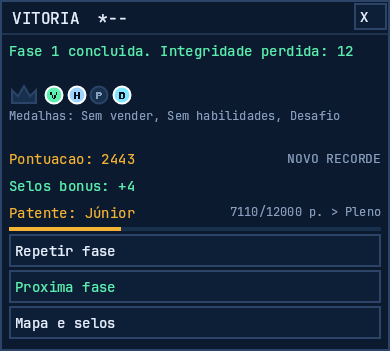 VITORIA *-- X
Fase 1 concluida. Integridade perdida: 12
V H P D
Medalhas: Sem vender, Sem habilidades, Desafio
Pontuacao: 2443 NOVO RECORDE
Selos bonus: +4
Patente: Júnior 7110/12000 p. > Pleno
Repetir fase
Proxima fase
Mapa e selos